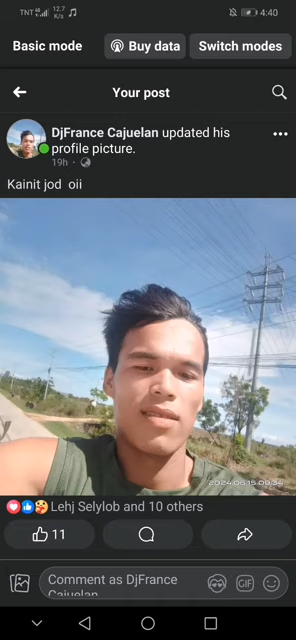 TNT 4G 12.7 K/s 4:40
Basic mode Buy data Switch modes
Your post
DjFrance Cajuelan updated his
profile picture.
19h ·
Kainit jod oii
2024.06.15 09:34
Lehj Selylob and 10 others
11
Comment as DjFrance
Cajuelan
GIF